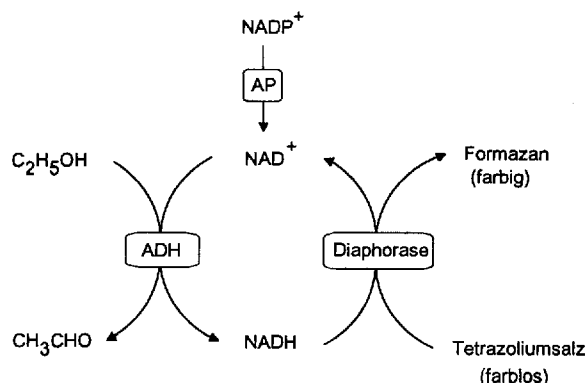 NADP+
AP
C2H5OH
NAD+
Formazan
(farbig)
ADH
Diaphorase
CH3CHO
NADH
Tetrazoliumsalz
(farblos)